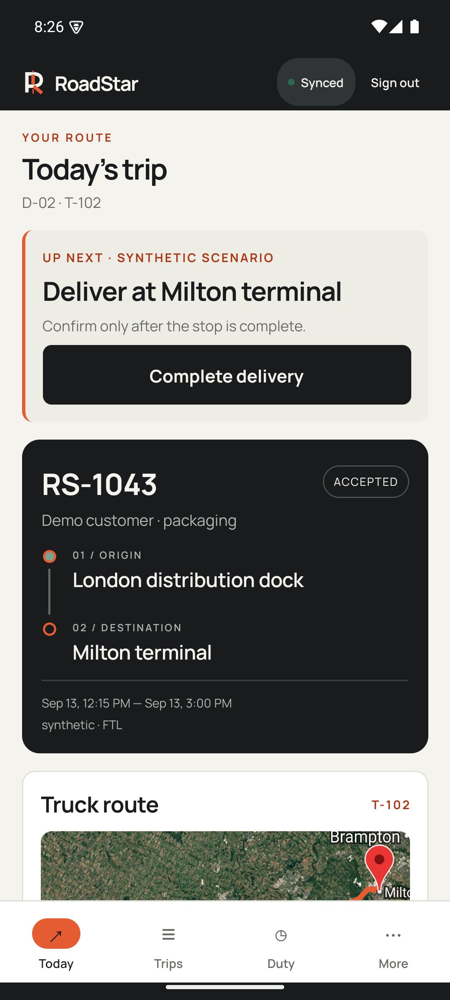 8:26
RoadStar
Synced
Sign out
YOUR ROUTE
Today’s trip
D-02 · T-102
UP NEXT · SYNTHETIC SCENARIO
Deliver at Milton terminal
Confirm only after the stop is complete.
Complete delivery
RS-1043
ACCEPTED
Demo customer · packaging
01 / ORIGIN
London distribution dock
02 / DESTINATION
Milton terminal
Sep 13, 12:15 PM — Sep 13, 3:00 PM
synthetic · FTL
Truck route
T-102
Brampton
Milto
Today
Trips
Duty
More